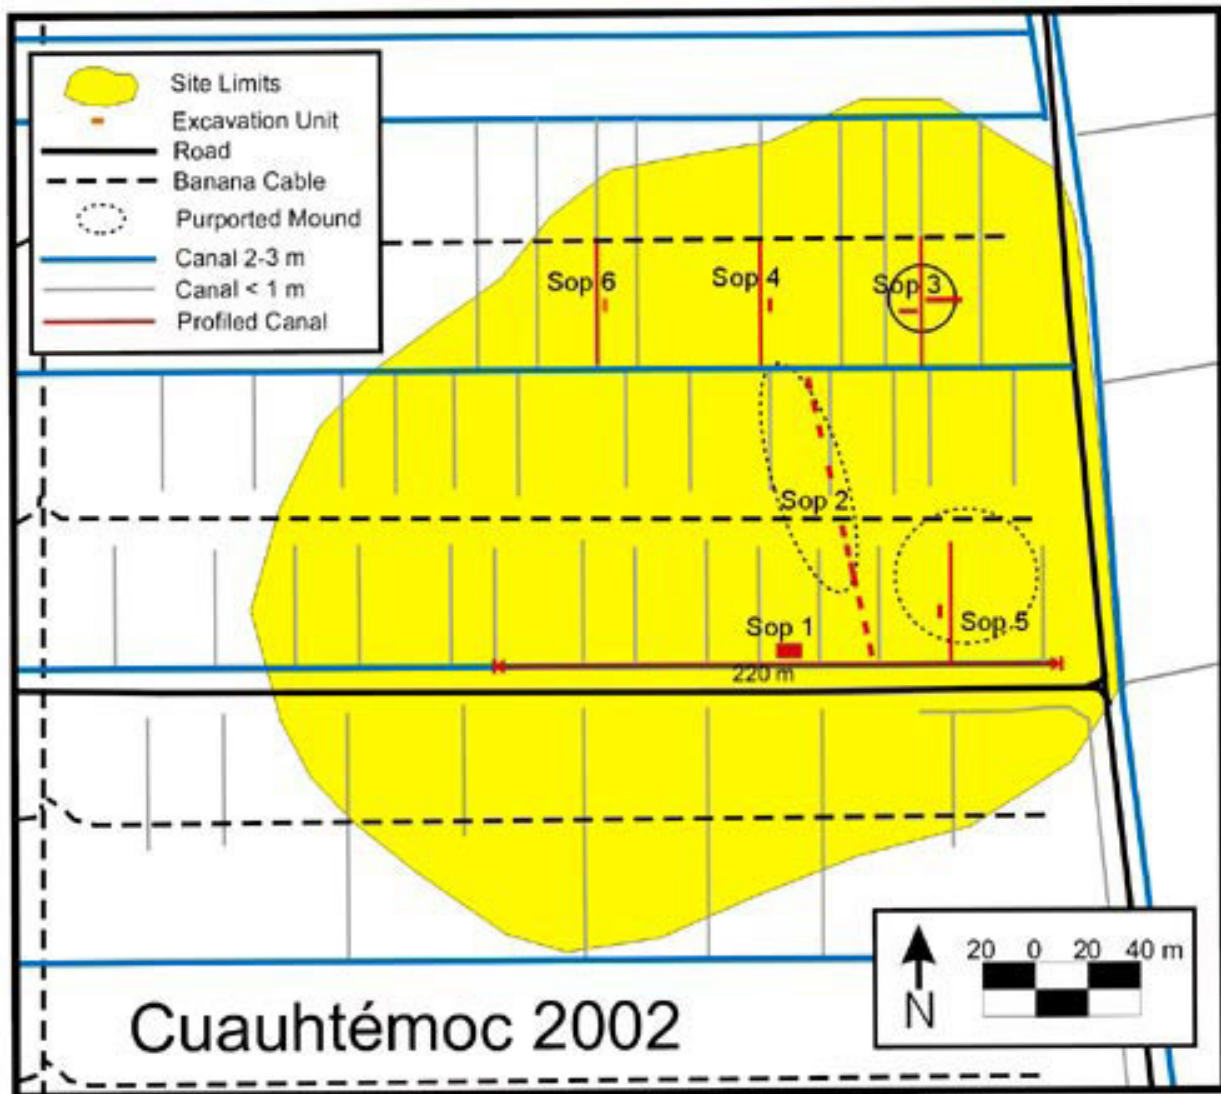 Site Limits
Excavation Unit
Road
Banana Cable
Purported Mound
Canal 2-3 m
Canal < 1 m
Profiled Canal
Sop 6
Sop 4
Sop 3
Sop 2
Sop 1
Sop 5
220 m
20 0 20 40 m
N
Cuauhtémoc 2002